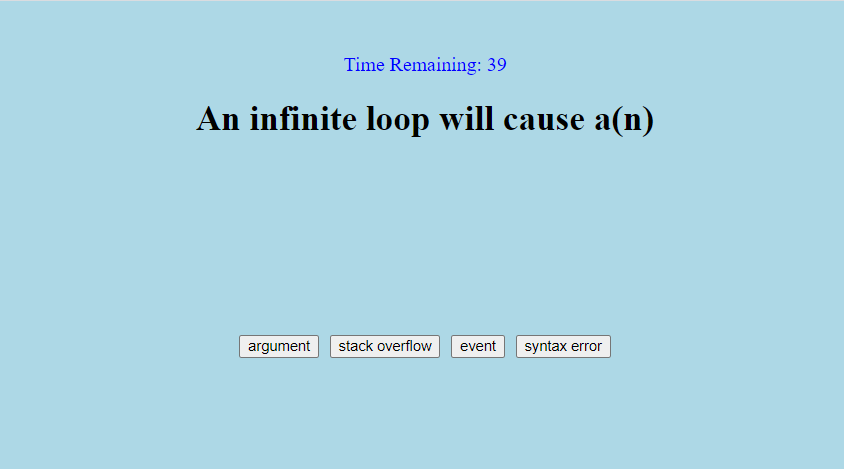 Time Remaining: 39
An infinite loop will cause a(n)
argument stack overflow event syntax error